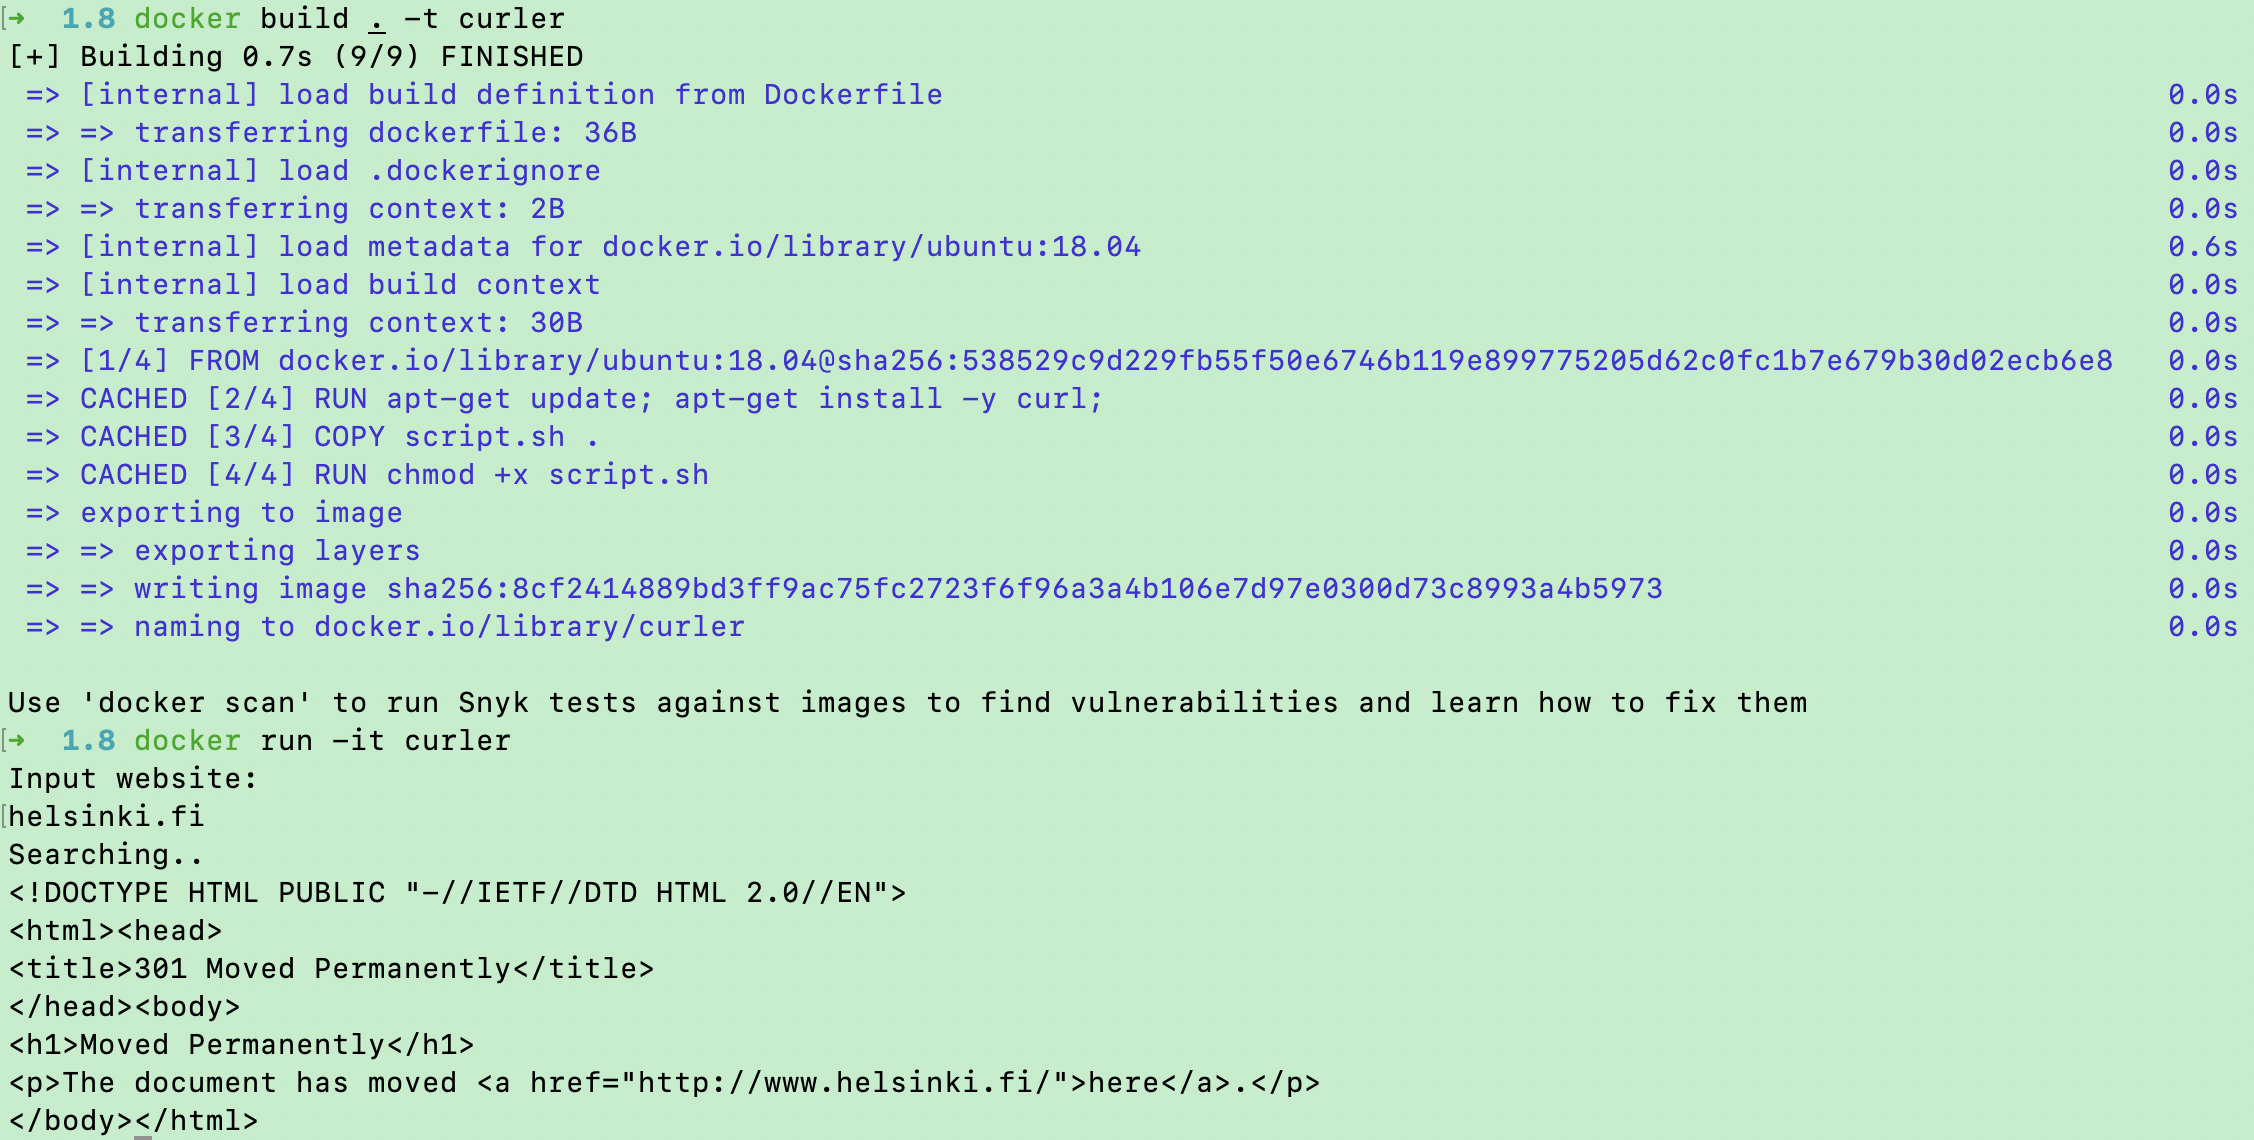 [➜  1.8 docker build . -t curler
[+] Building 0.7s (9/9) FINISHED
=> [internal] load build definition from Dockerfile 0.0s
=> => transferring dockerfile: 36B 0.0s
=> [internal] load .dockerignore 0.0s
=> => transferring context: 2B 0.0s
=> [internal] load metadata for docker.io/library/ubuntu:18.04 0.6s
=> [internal] load build context 0.0s
=> => transferring context: 30B 0.0s
=> [1/4] FROM docker.io/library/ubuntu:18.04@sha256:538529c9d229fb55f50e6746b119e899775205d62c0fc1b7e679b30d02ecb6e8 0.0s
=> CACHED [2/4] RUN apt-get update; apt-get install -y curl; 0.0s
=> CACHED [3/4] COPY script.sh . 0.0s
=> CACHED [4/4] RUN chmod +x script.sh 0.0s
=> exporting to image 0.0s
=> => exporting layers 0.0s
=> => writing image sha256:8cf2414889bd3ff9ac75fc2723f6f96a3a4b106e7d97e0300d73c8993a4b5973 0.0s
=> => naming to docker.io/library/curler 0.0s
Use 'docker scan' to run Snyk tests against images to find vulnerabilities and learn how to fix them
[➜  1.8 docker run -it curler
Input website:
[helsinki.fi
Searching..
<!DOCTYPE HTML PUBLIC "-//IETF//DTD HTML 2.0//EN">
<html><head>
<title>301 Moved Permanently</title>
</head><body>
<h1>Moved Permanently</h1>
<p>The document has moved <a href="http://www.helsinki.fi/">here</a>.</p>
</body></html>